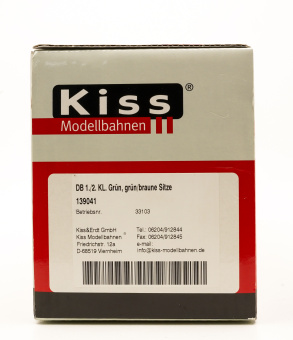 Kiss®
Modellbahnen
DB 1./2. KL. Grün, grün/braune Sitze
139041
Betriebsnr. 33103
Kiss&Erdt GmbH Tel.: 06204/912844
Kiss Modellbahnen Fax: 06204/912845
Friedrichstr. 12a e-mail
D-68519 Viernheim info@kiss-modellbahnen.de